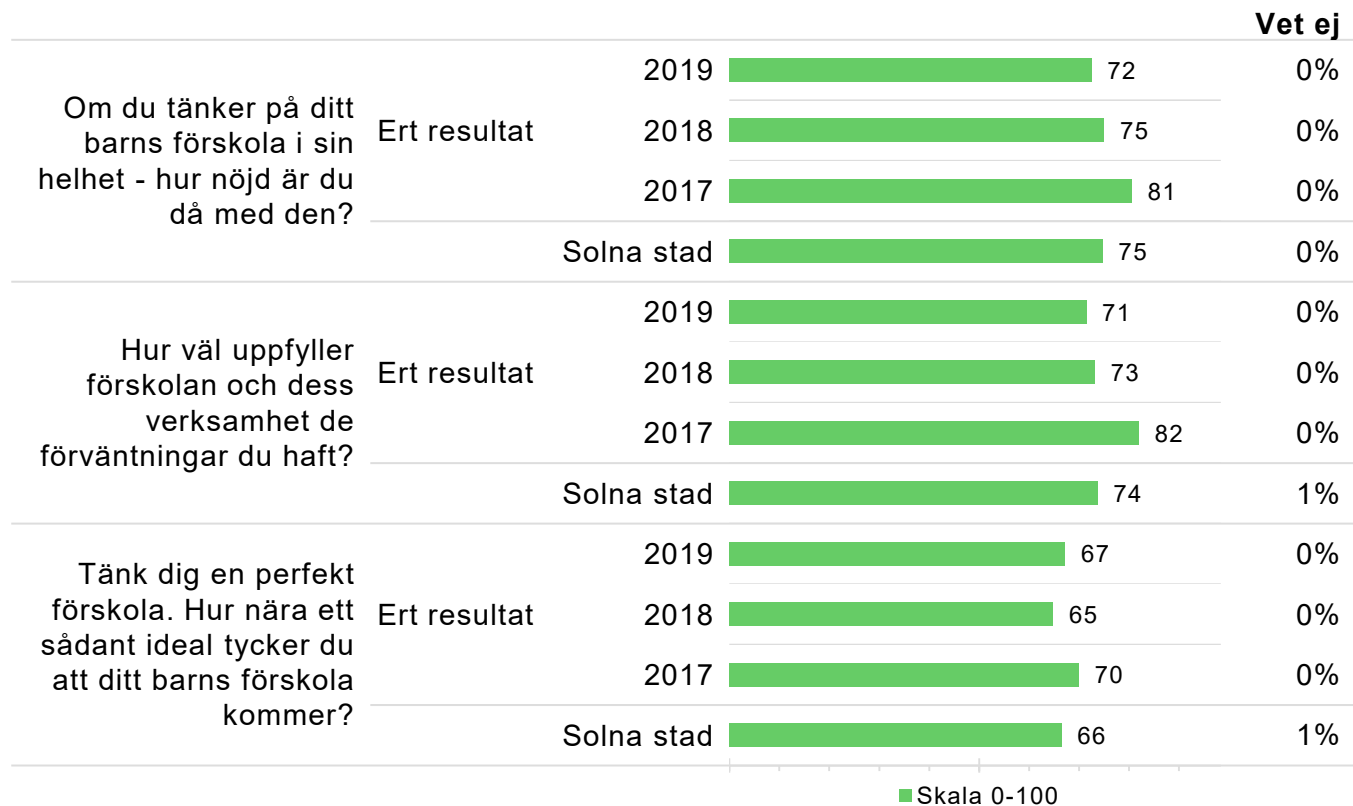 Vet ej
Om du tänker på ditt
barns förskola i sin
helhet - hur nöjd är du
då med den?
Ert resultat
2019 72 0%
2018 75 0%
2017 81 0%
Solna stad 75 0%
Hur väl uppfyller
förskolan och dess
verksamhet de
förväntningar du haft?
Ert resultat
2019 71 0%
2018 73 0%
2017 82 0%
Solna stad 74 1%
Tänk dig en perfekt
förskola. Hur nära ett
sådant ideal tycker du
att ditt barns förskola
kommer?
Ert resultat
2019 67 0%
2018 65 0%
2017 70 0%
Solna stad 66 1%
Skala 0-100